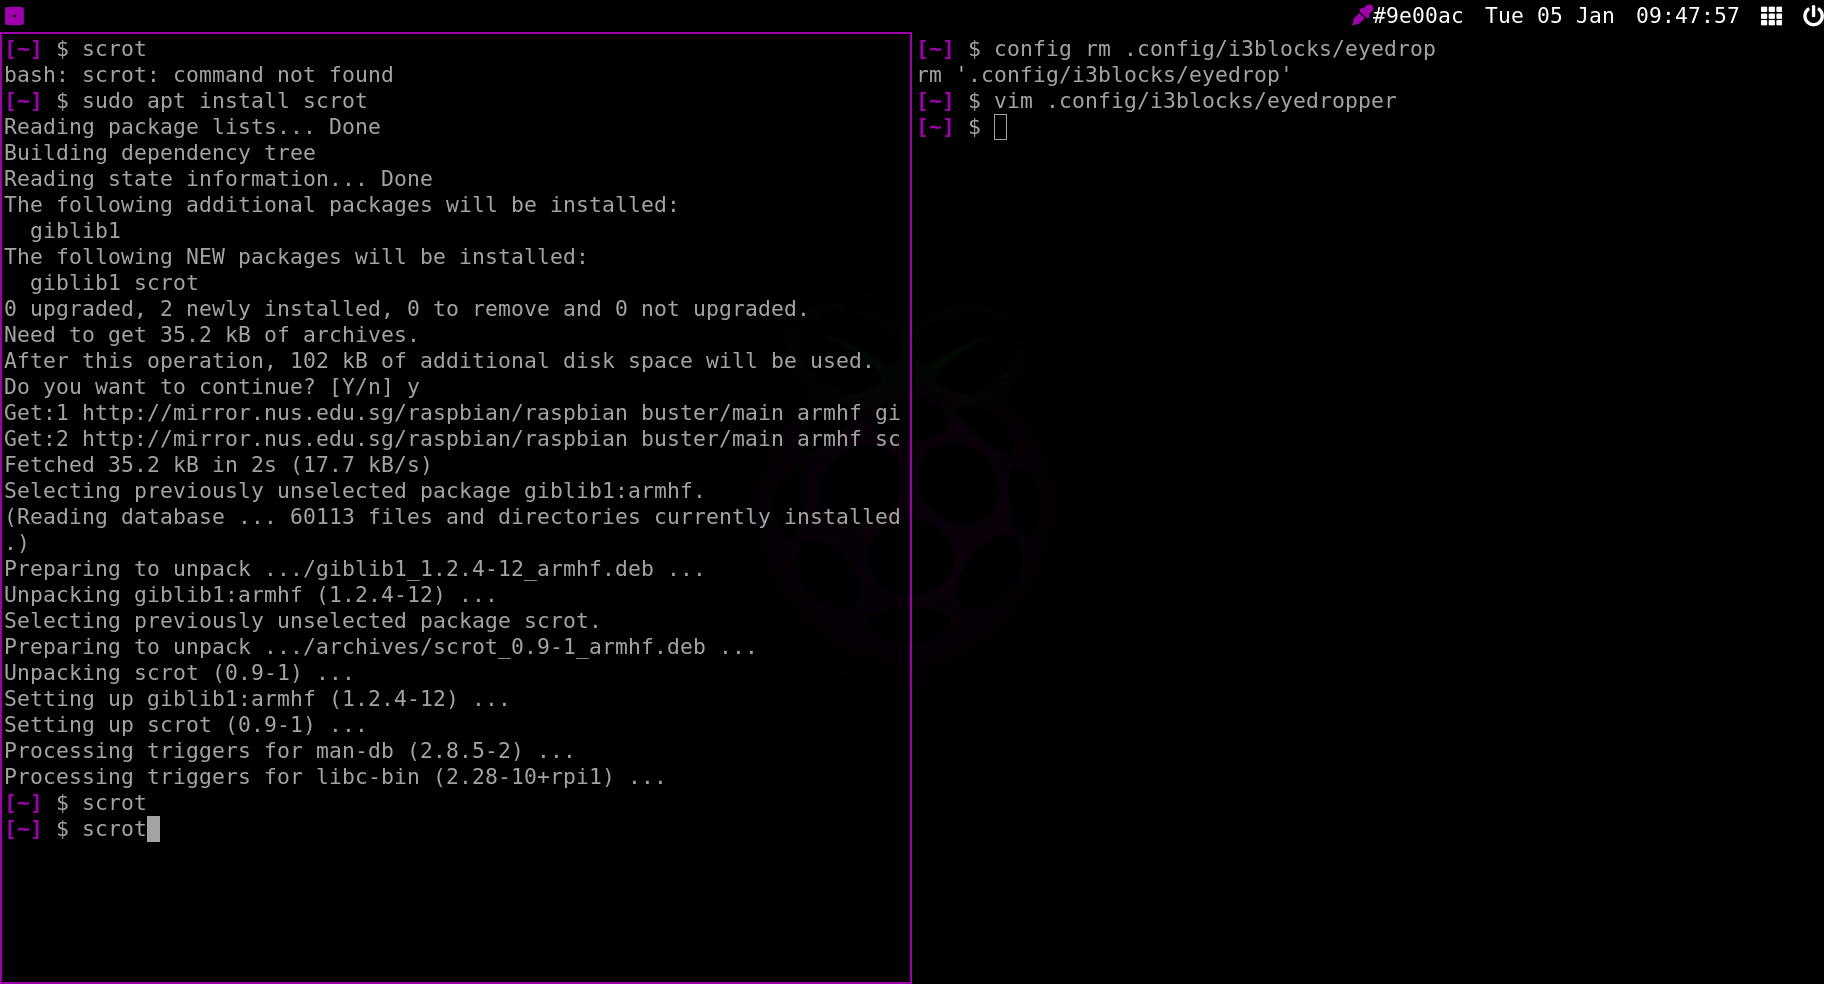 #9e00ac Tue 05 Jan 09:47:57
[~] $ scrot
bash: scrot: command not found
[~] $ sudo apt install scrot
Reading package lists... Done
Building dependency tree
Reading state information... Done
The following additional packages will be installed:
  giblib1
The following NEW packages will be installed:
  giblib1 scrot
0 upgraded, 2 newly installed, 0 to remove and 0 not upgraded.
Need to get 35.2 kB of archives.
After this operation, 102 kB of additional disk space will be used.
Do you want to continue? [Y/n] y
Get:1 http://mirror.nus.edu.sg/raspbian/raspbian buster/main armhf gi
Get:2 http://mirror.nus.edu.sg/raspbian/raspbian buster/main armhf sc
Fetched 35.2 kB in 2s (17.7 kB/s)
Selecting previously unselected package giblib1:armhf.
(Reading database ... 60113 files and directories currently installed
.)
Preparing to unpack .../giblib1_1.2.4-12_armhf.deb ...
Unpacking giblib1:armhf (1.2.4-12) ...
Selecting previously unselected package scrot.
Preparing to unpack .../archives/scrot_0.9-1_armhf.deb ...
Unpacking scrot (0.9-1) ...
Setting up giblib1:armhf (1.2.4-12) ...
Setting up scrot (0.9-1) ...
Processing triggers for man-db (2.8.5-2) ...
Processing triggers for libc-bin (2.28-10+rpi1) ...
[~] $ scrot
[~] $ scrot
[~] $ config rm .config/i3blocks/eyedrop
rm '.config/i3blocks/eyedrop'
[~] $ vim .config/i3blocks/eyedropper
[~] $